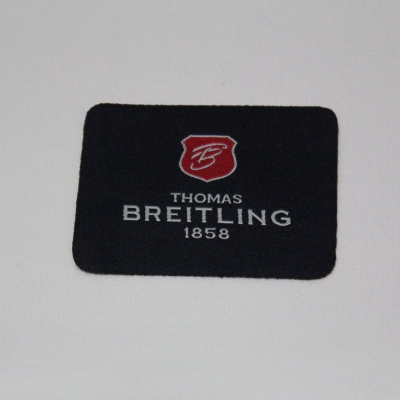 B
THOMAS
BREITLING
1858